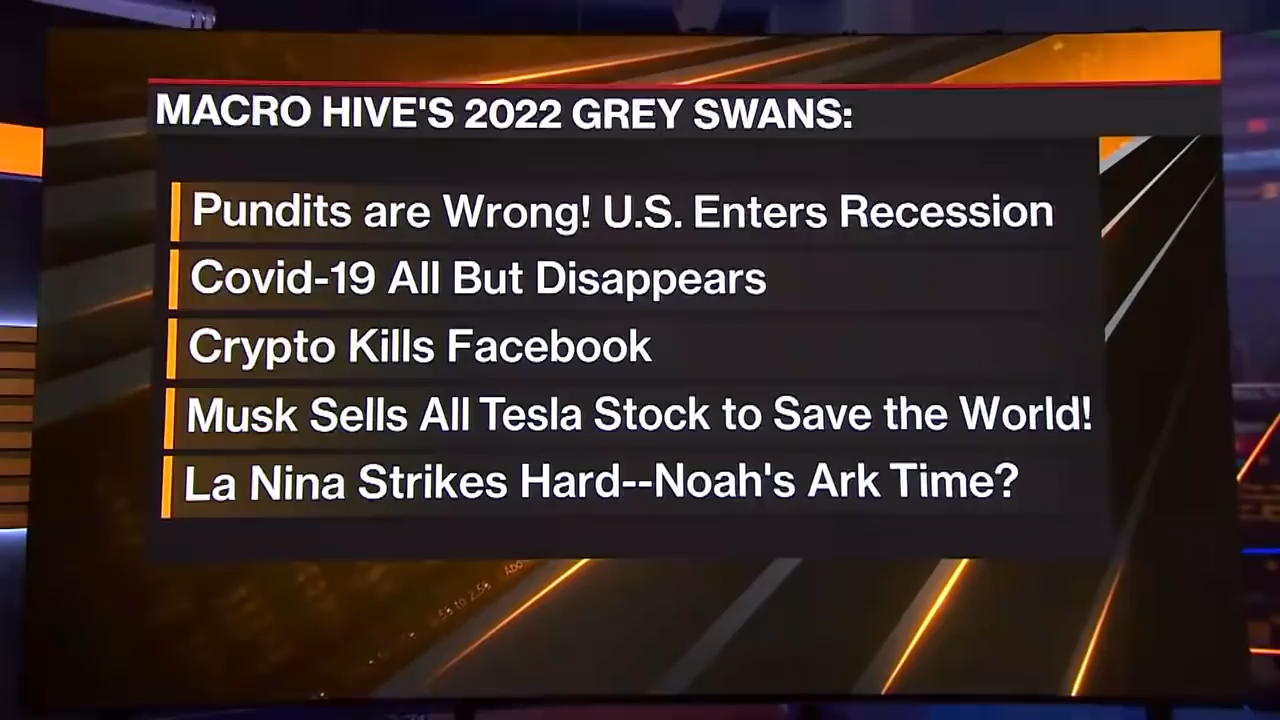 MACRO HIVE'S 2022 GREY SWANS:
Pundits are Wrong! U.S. Enters Recession
Covid-19 All But Disappears
Crypto Kills Facebook
Musk Sells All Tesla Stock to Save the World!
La Nina Strikes Hard--Noah's Ark Time?